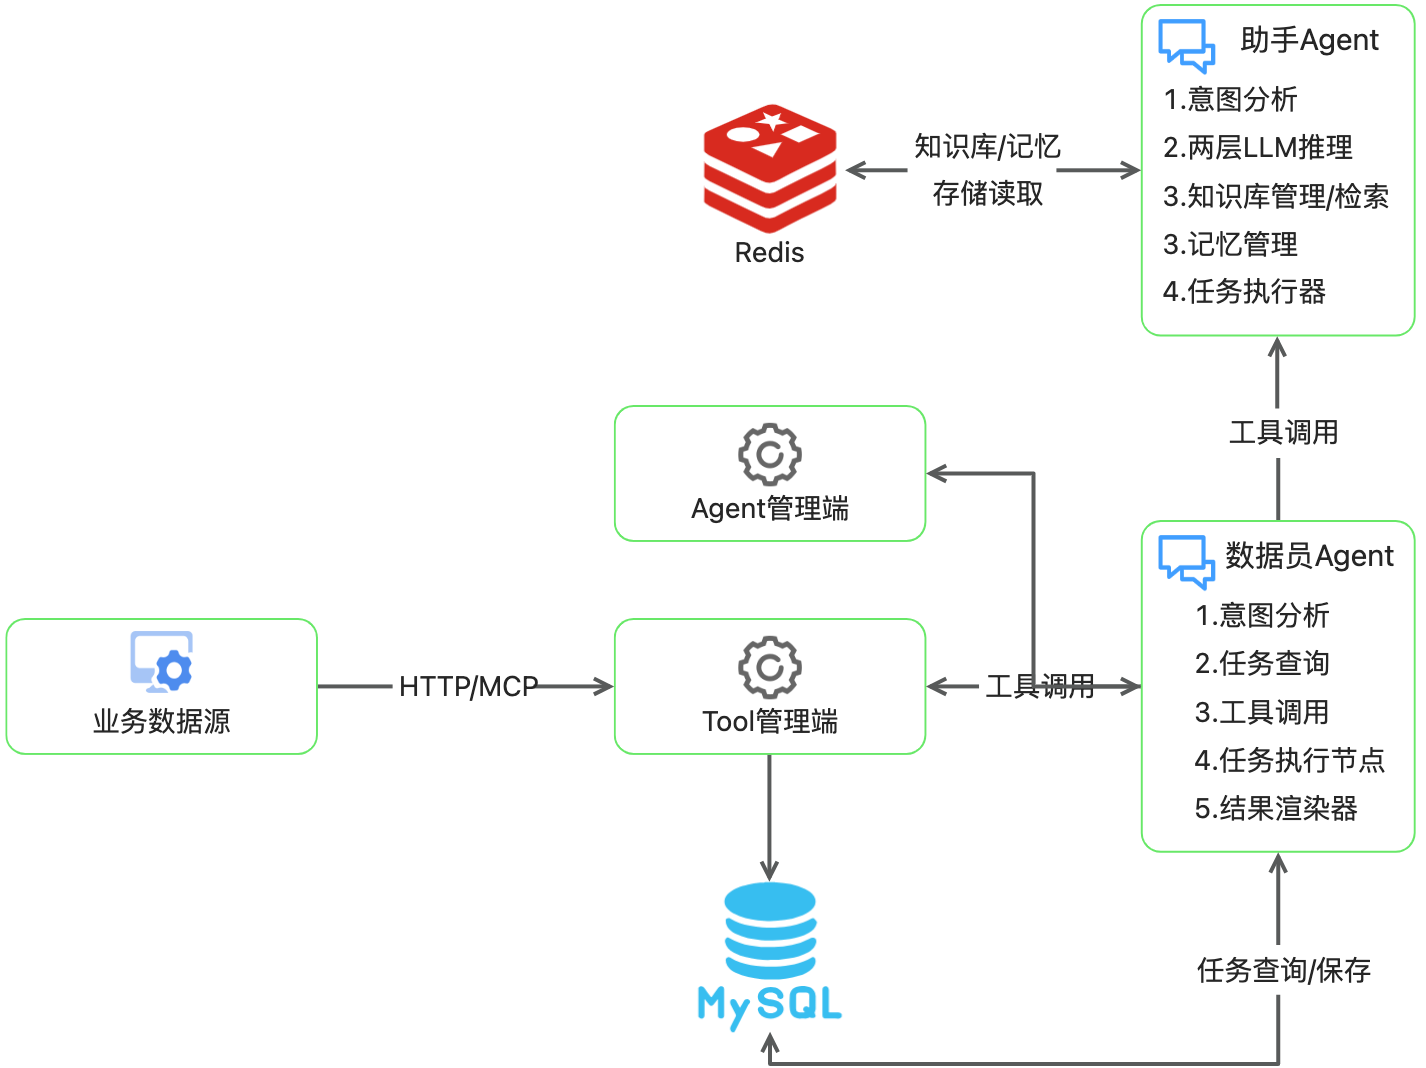 助手Agent
1.意图分析
2.两层LLM推理
3.知识库管理/检索
3.记忆管理
4.任务执行器
知识库/记忆
存储读取
Redis
工具调用
Agent管理端
数据员Agent
1.意图分析
2.任务查询
3.工具调用
4.任务执行节点
5.结果渲染器
业务数据源
HTTP/MCP
Tool管理端
工具调用
MySQL
任务查询/保存